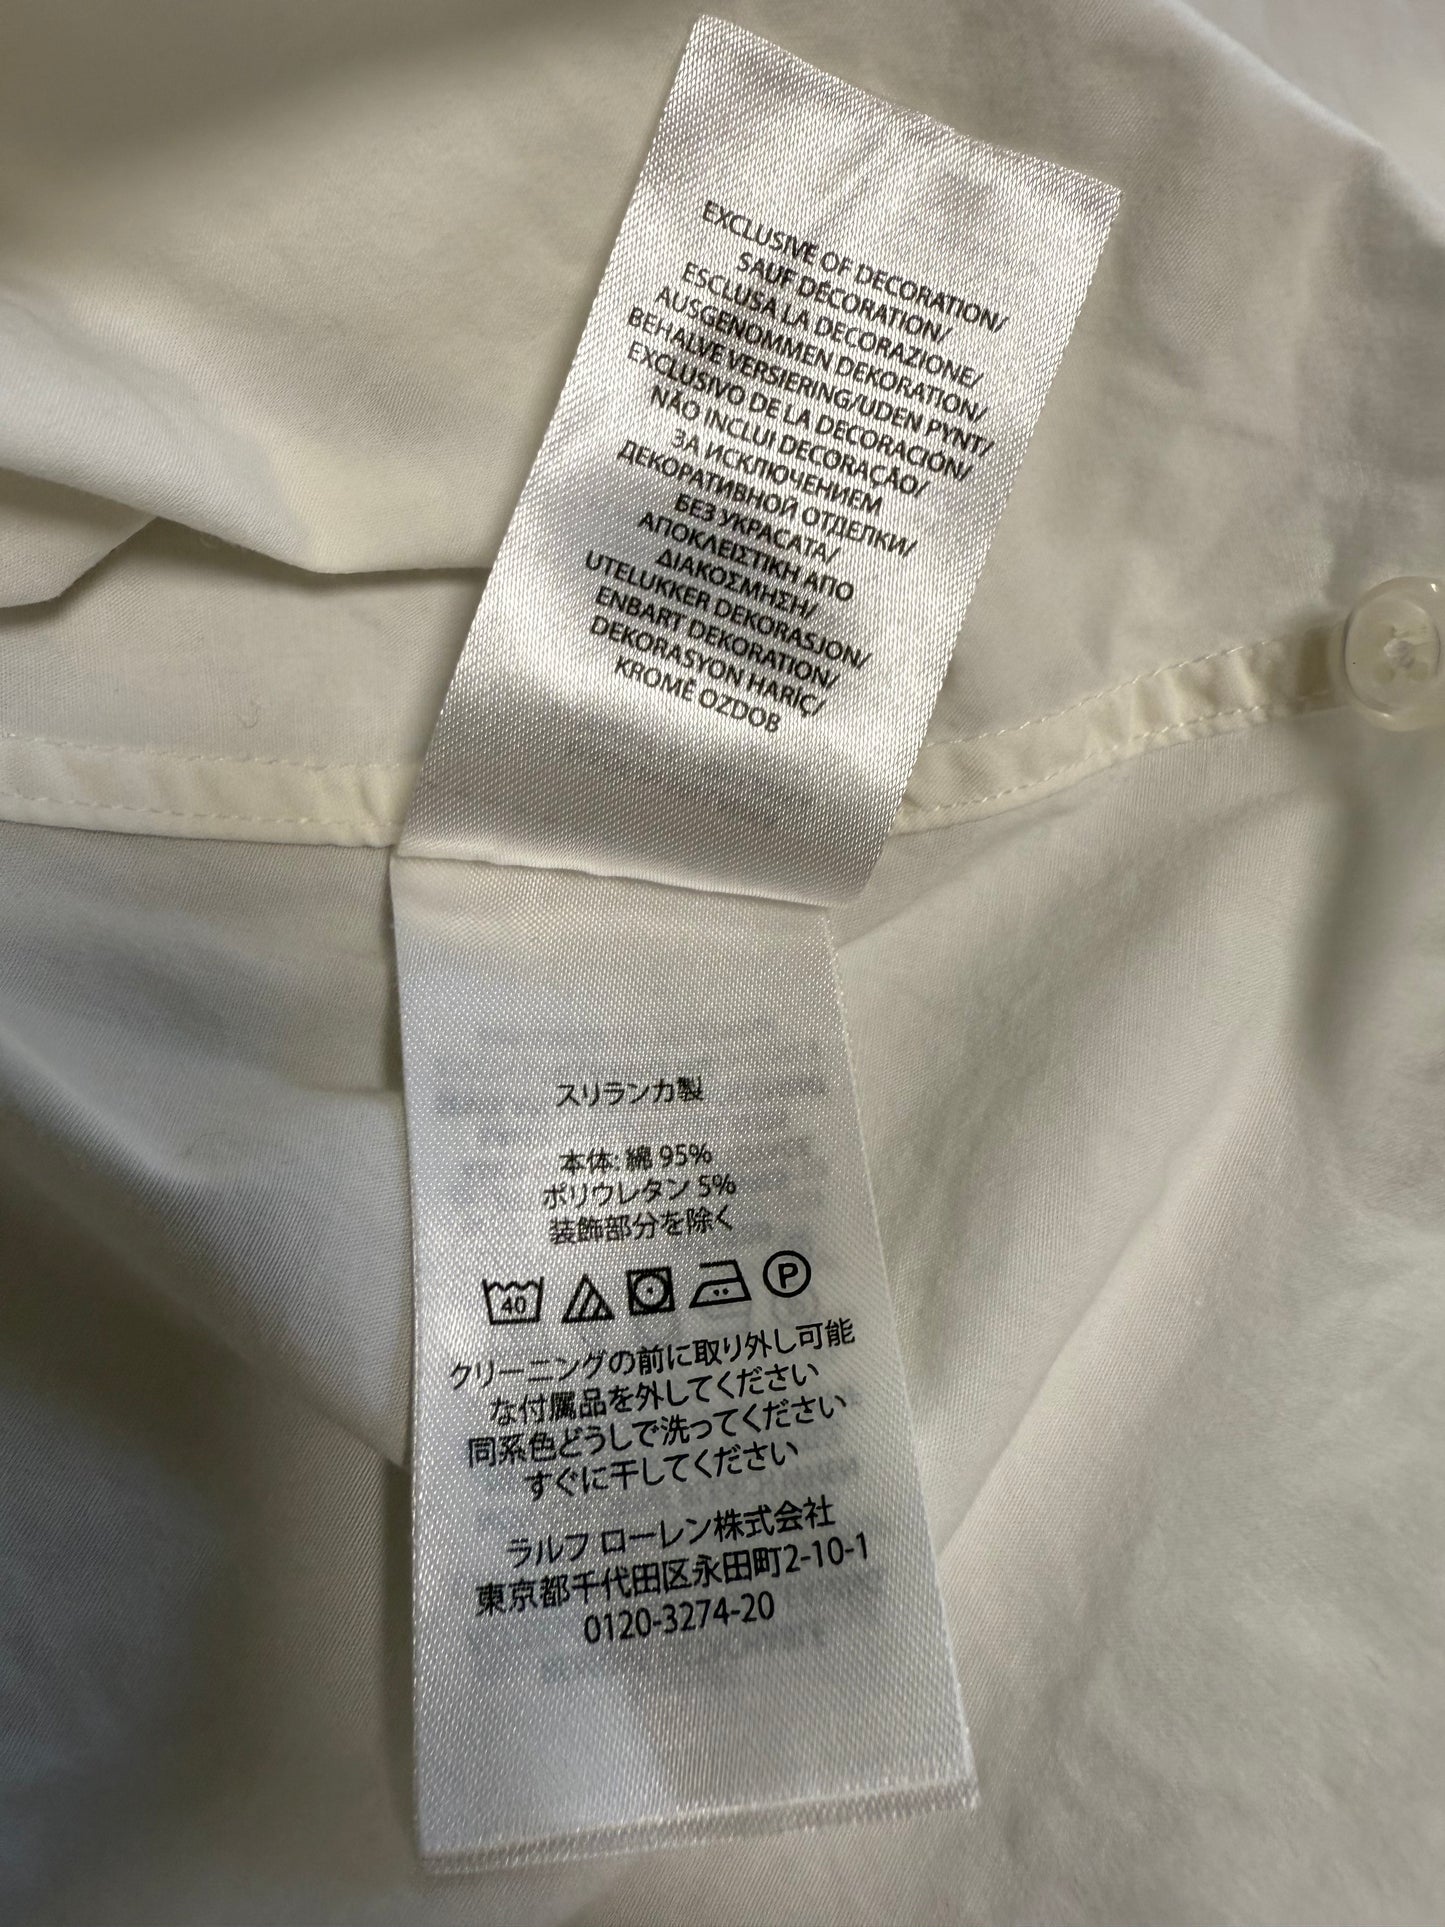 EXCLUSIVE OF DECORATION/
SAUF DÉCORATION/
ESCLUSA LA DECORAZIONE/
AUSGENOMMEN DEKORATION/
BEHALVE VERSIERING/UDEN PYNT/
EXCLUSIVO DE LA DECORACIÓN/
NÃO INCLUI DECORAÇÃO/
ЗА ИСКЛЮЧЕНИЕМ
ДЕКОРАТИВНОЙ ОТДЕЛКИ/
БЕЗ УКРАСАТА/
ΑΠΟΚΛΕΙΣΤΙΚΗ ΑΠΟ
ΔΙΑΚΟΣΜΗΣΗ/
UTELUKKER DEKORASJON/
ENBART DEKORATION/
DEKORASYON HARİÇ/
KROMĚ OZDOB
スリランカ製
本体: 綿 95%
ポリウレタン 5%
装飾部分を除く
40 P
クリーニングの前に取り外し可能
な付属品を外してください
同系色どうしで洗ってください
すぐに干してください
ラルフ ローレン株式会社
東京都千代田区永田町2-10-1
0120-3274-20